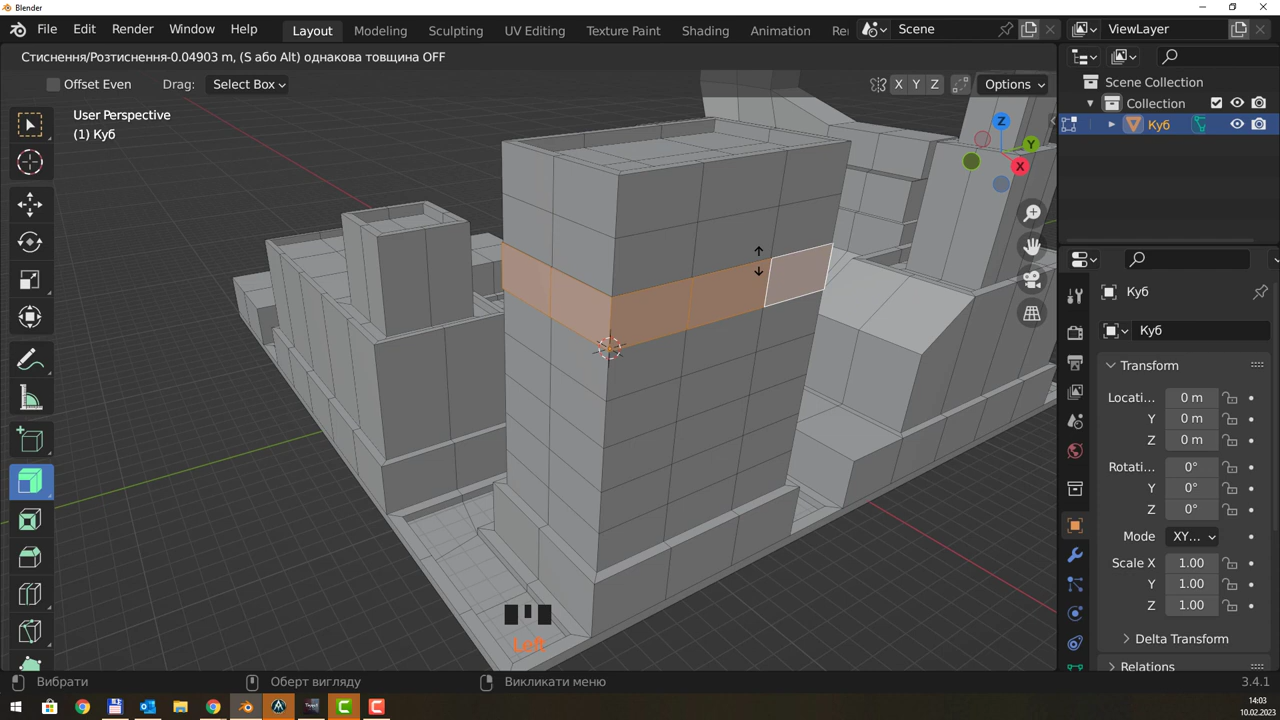 Blender
File Edit Render Window Help Layout Modeling Sculpting UV Editing Texture Paint Shading Animation Re Scene ViewLayer
Стиснення/Розтиснення-0.04903 m, (S або Alt) однакова товщина OFF
Offset Even Drag: Select Box X Y Z Options
User Perspective
(1) Куб
Z
Y
X
Left
Scene Collection
Collection
Куб
Куб
Куб
Transform
Locati... 0 m
Y 0 m
Z 0 m
Rotati... 0°
Y 0°
Z 0°
Mode XY...
Scale X 1.00
Y 1.00
Z 1.00
Delta Transform
Relations
Вибрати Оберт вигляду Викликати меню 3.4.1
14:03
10.02.2023